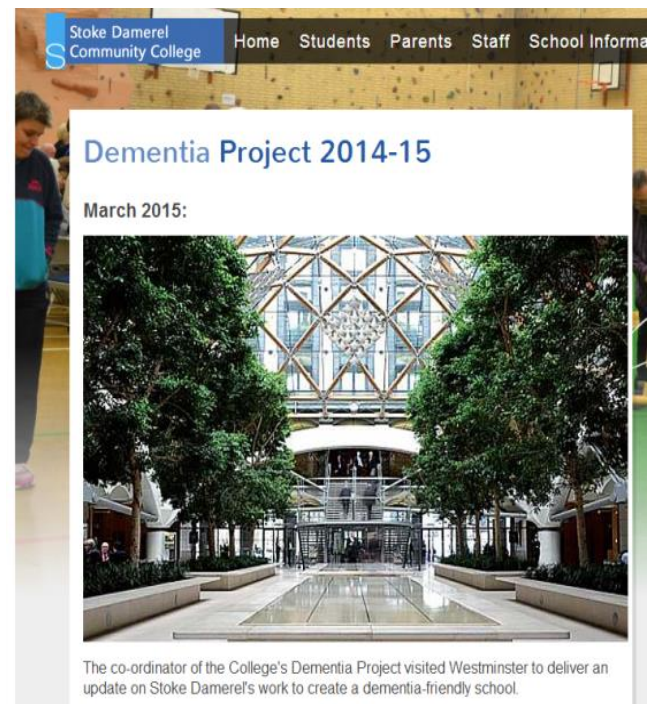 Stoke Damerel
Community College
Home Students Parents Staff School Informa
Dementia Project 2014-15
March 2015:
The co-ordinator of the College's Dementia Project visited Westminster to deliver an
update on Stoke Damerel's work to create a dementia-friendly school.